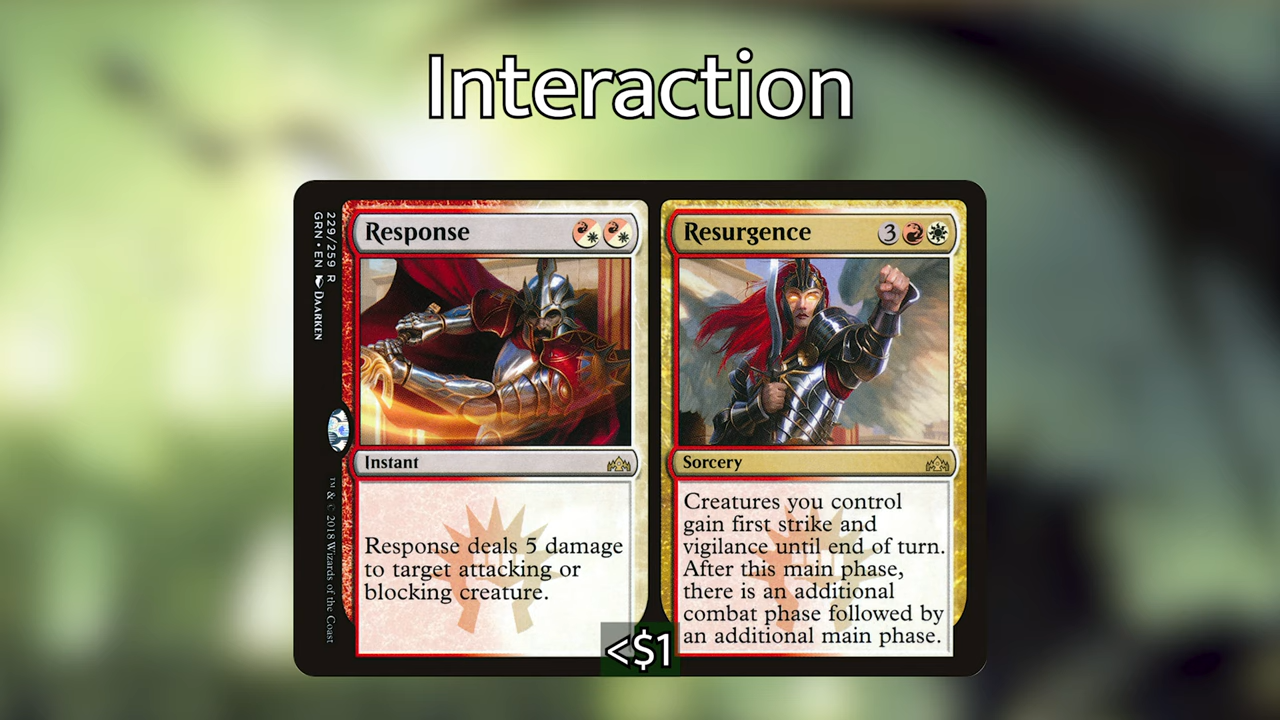 Interaction
229/259 R
GRN • EN DAARKEN
™ & © 2018 Wizards of the Coast
Response
Instant
Response deals 5 damage
to target attacking or
blocking creature.
Resurgence
3
Sorcery
Creatures you control
gain first strike and
vigilance until end of turn.
After this main phase,
there is an additional
combat phase followed by
an additional main phase.
<$1